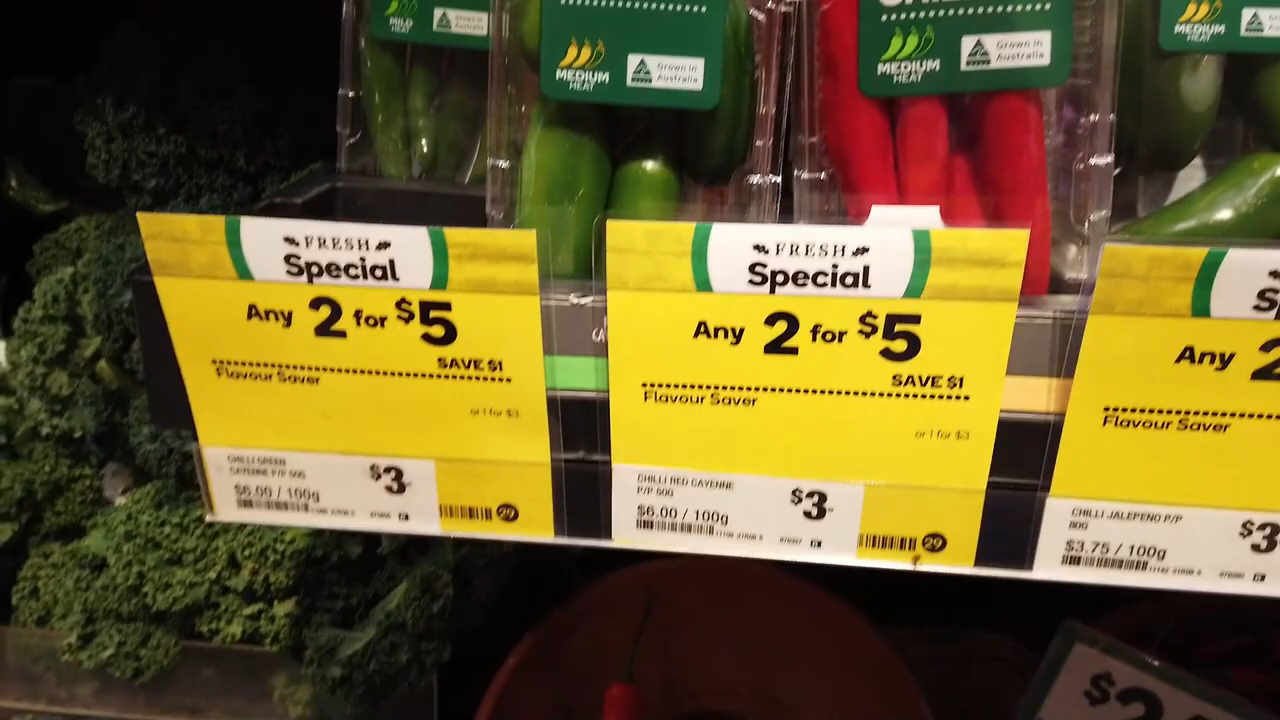 MILD
HEAT
Grown in
Australia
MEDIUM
HEAT
Grown in
Australia
MEDIUM
HEAT
Grown in
Australia
MEDIUM
HEAT
FRESH
Special
Any 2 for $5
SAVE $1
Flavour Saver
or 1 for $3
CHILLI GREEN
CAYENNE P/P 50G
$3
$6.00 / 100g
29
FRESH
Special
Any 2 for $5
SAVE $1
Flavour Saver
or 1 for $3
CHILLI RED CAYENNE
P/P 50G
$3
$6.00 / 100g
29
Any 2
Flavour Saver
CHILLI JALEPENO P/P
80G
$3
$3.75 / 100g